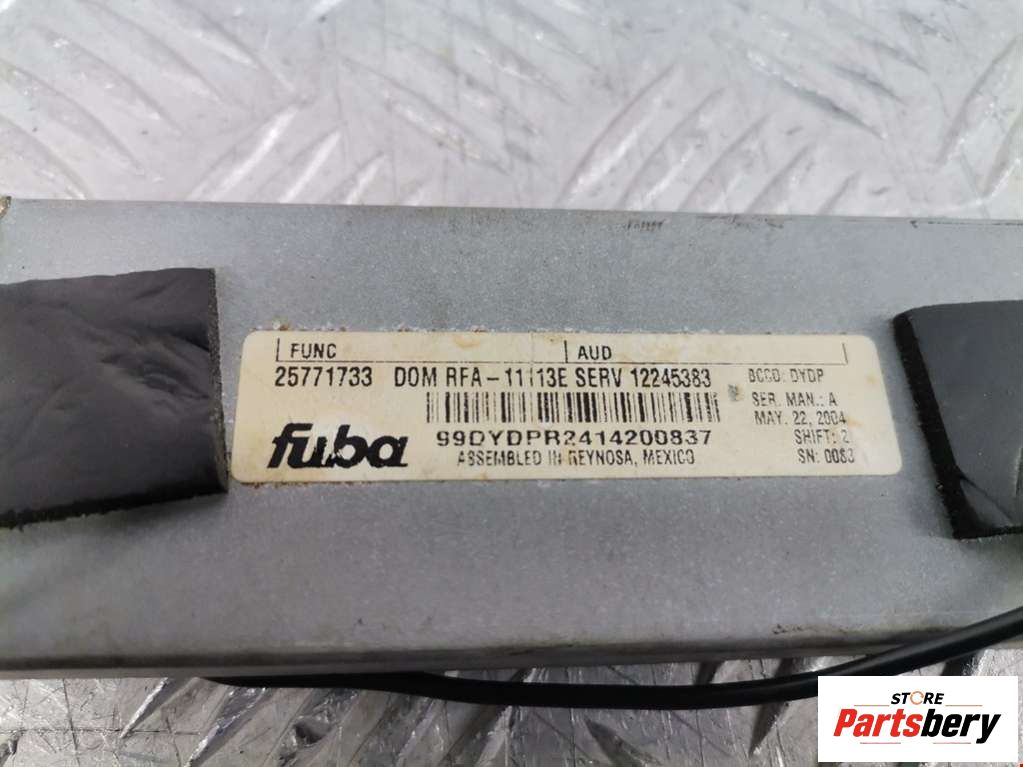 FUNC AUD
25771733 DOM RFA-11113E SERV 12245383 BCCD: DYDP
SER. MAN.: A
MAY. 22, 2004
fuba 99DYDPR2414200837 SHIFT: 2
ASSEMBLED IN REYNOSA, MEXICO SN: 0083
STORE
Partsbery